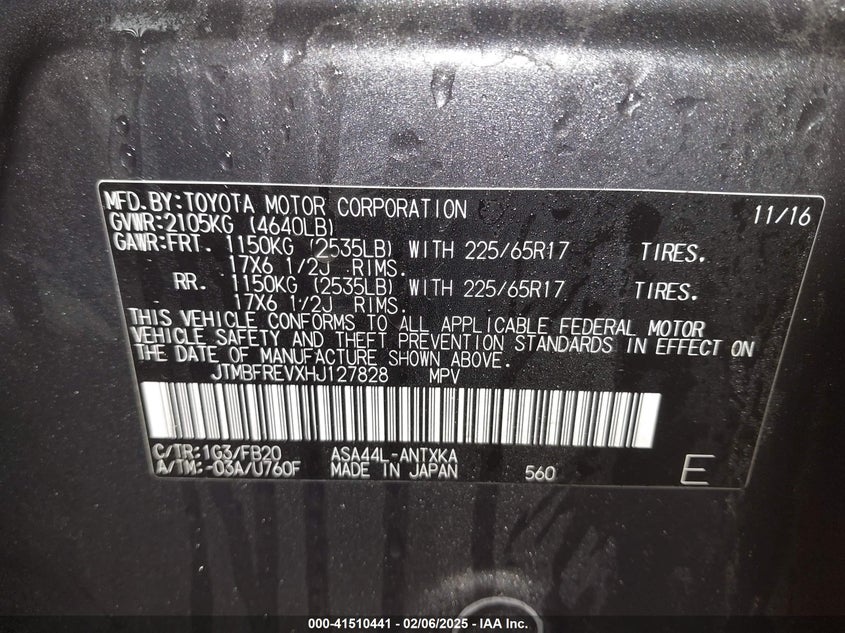 MFD.BY:TOYOTA MOTOR CORPORATION 11/16
GVWR:2105KG (4640LB)
GAWR:FRT. 1150KG (2535LB) WITH 225/65R17 TIRES.
17X6 1/2J RIMS.
RR. 1150KG (2535LB) WITH 225/65R17 TIRES.
17X6 1/2J RIMS.
THIS VEHICLE CONFORMS TO ALL APPLICABLE FEDERAL MOTOR
VEHICLE SAFETY AND THEFT PREVENTION STANDARDS IN EFFECT ON
THE DATE OF MANUFACTURE SHOWN ABOVE.
JTMBFREVXHJ127828 MPV
C/TR:1G3/FB20 ASA44L-ANTXKA
A/TM:-03A/U760F MADE IN JAPAN 560 E
000-41510441 — 02/06/2025 — IAA Inc.